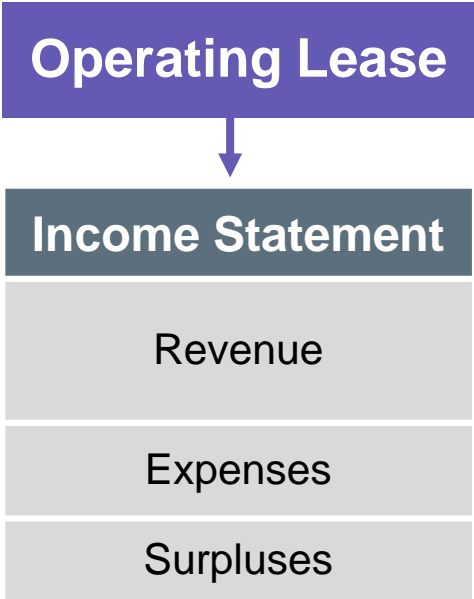 Operating Lease
Income Statement
Revenue
Expenses
Surpluses